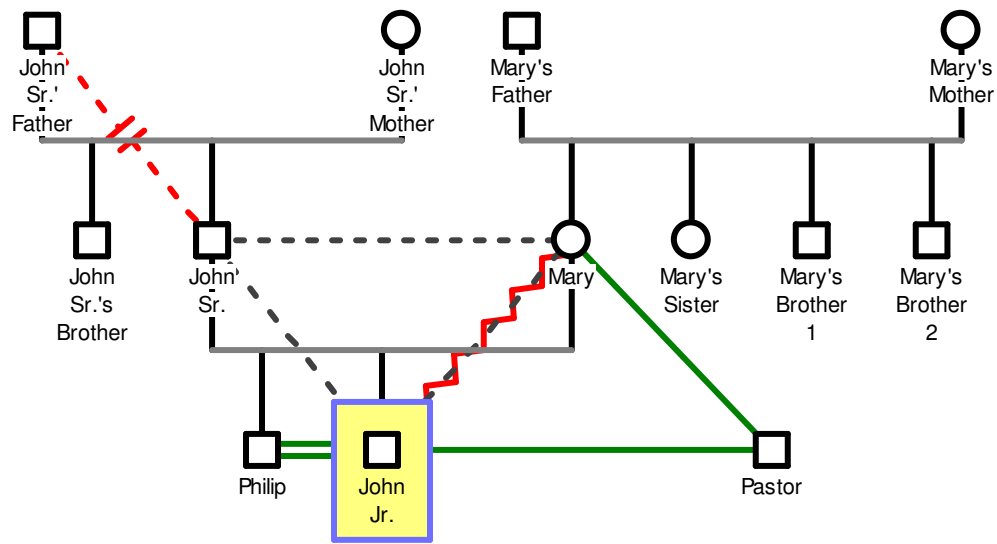 John
Sr.'
Father
John
Sr.'
Mother
Mary's
Father
Mary's
Mother
John
Sr.'s
Brother
John
Sr.
Mary
Mary's
Sister
Mary's
Brother
1
Mary's
Brother
2
Philip
John
Jr.
Pastor